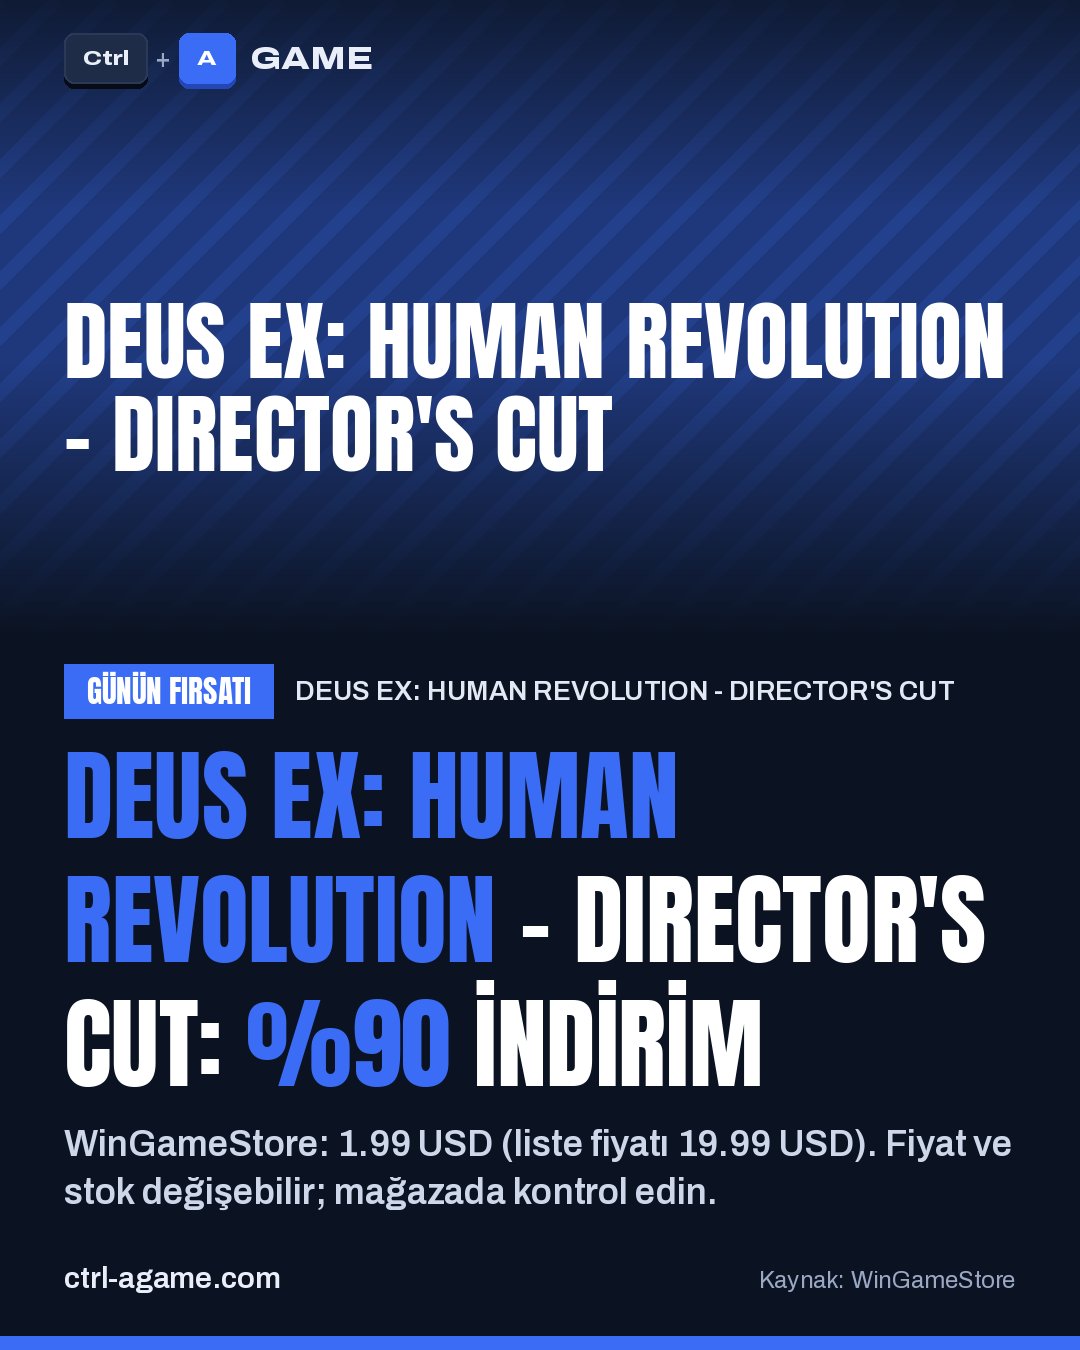 Ctrl + A GAME
DEUS EX: HUMAN REVOLUTION
- DIRECTOR'S CUT
GÜNÜN FIRSATI DEUS EX: HUMAN REVOLUTION - DIRECTOR'S CUT
DEUS EX: HUMAN
REVOLUTION - DIRECTOR'S
CUT: %90 İNDİRİM
WinGameStore: 1.99 USD (liste fiyatı 19.99 USD). Fiyat ve
stok değişebilir; mağazada kontrol edin.
ctrl-agame.com Kaynak: WinGameStore